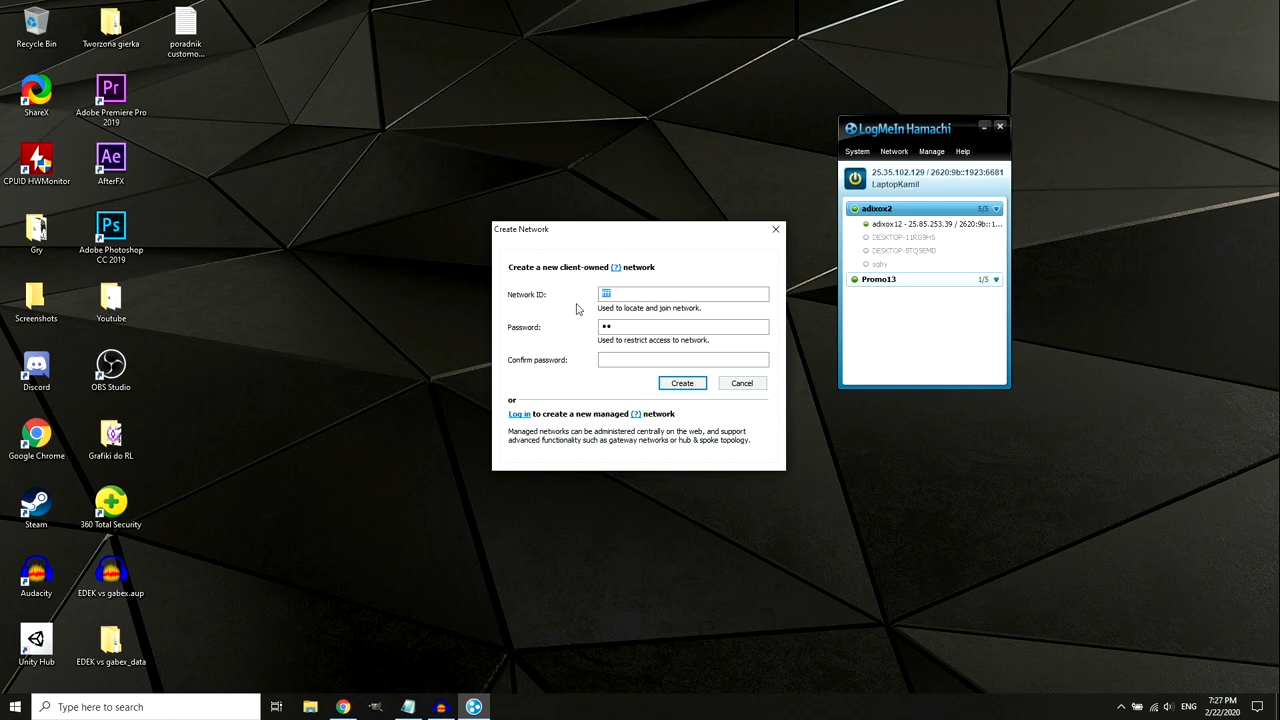 Recycle Bin
Tworzona gierka
poradnik
customo...
ShareX
Adobe Premiere Pro
2019
CPUID HWMonitor
AfterFX
Gry
Adobe Photoshop
CC 2019
Screenshots
Youtube
Discord
OBS Studio
Google Chrome
Grafiki do RL
Steam
360 Total Security
Audacity
EDEK vs gabex.aup
Unity Hub
EDEK vs gabex_data
Create Network
Create a new client-owned (?) network
Network ID:
Used to locate and join network.
Password:
••
Used to restrict access to network.
Confirm password:
Create
Cancel
or
Log in to create a new managed (?) network
Managed networks can be administered centrally on the web, and support
advanced functionality such as gateway networks or hub & spoke topology.
LogMeIn Hamachi
System
Network
Manage
Help
25.35.102.129 / 2620:9b::1923:6681
LaptopKamil
adixox2
5/5
adixox12 - 25.85.253.39 / 2620:9b::1...
DESKTOP-11RG9H5
DESKTOP-5TQ5EMD
sqby
Promo13
1/5
Type here to search
ENG
7:27 PM
2/22/2020